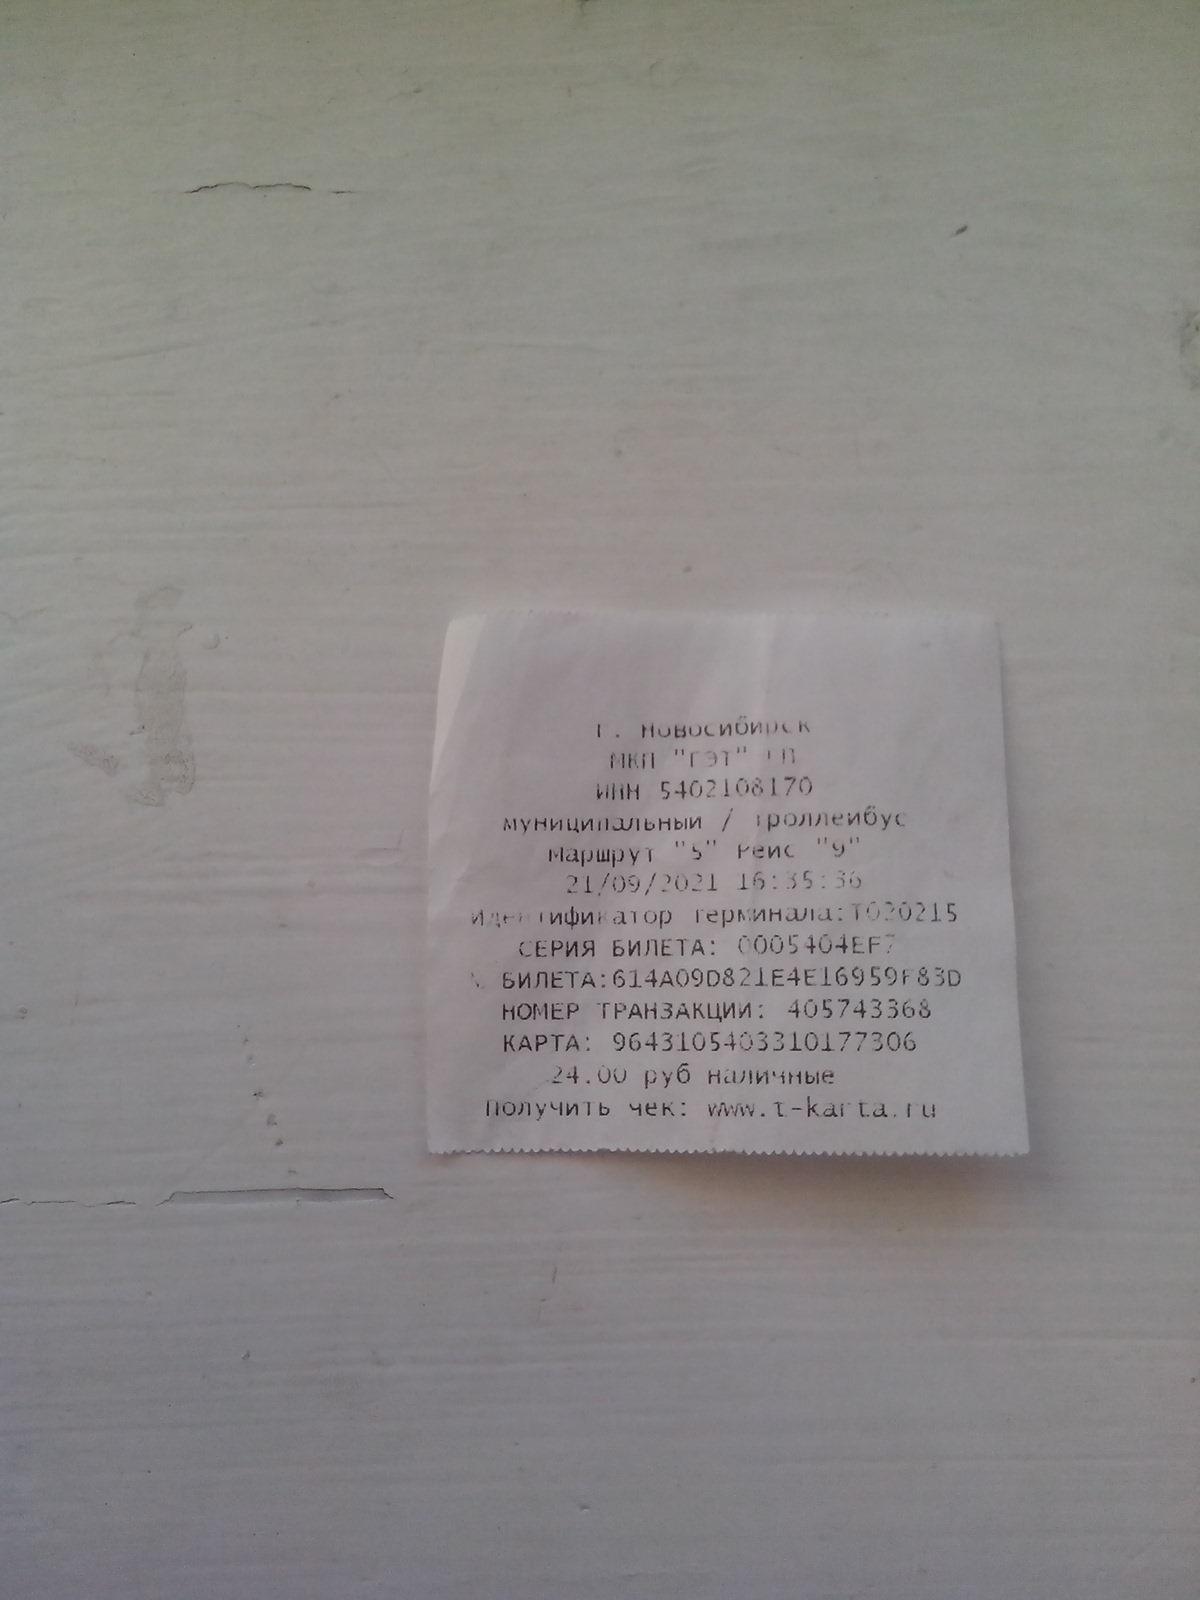 г. Новосибирск
МКП "ГЭТ"
ИНН 5402108170
муниципальный / Троллейбус
Маршрут "5" Рейс "9"
21/09/2021 16:35:36
Идентификатор терминала:T020215
СЕРИЯ БИЛЕТА: 0005404EF7
БИЛЕТА:614A09D821E4E16959F83D
НОМЕР ТРАНЗАКЦИИ: 405743368
КАРТА: 9643105403310177306
24.00 руб наличные
Получить чек: www.t-karta.ru